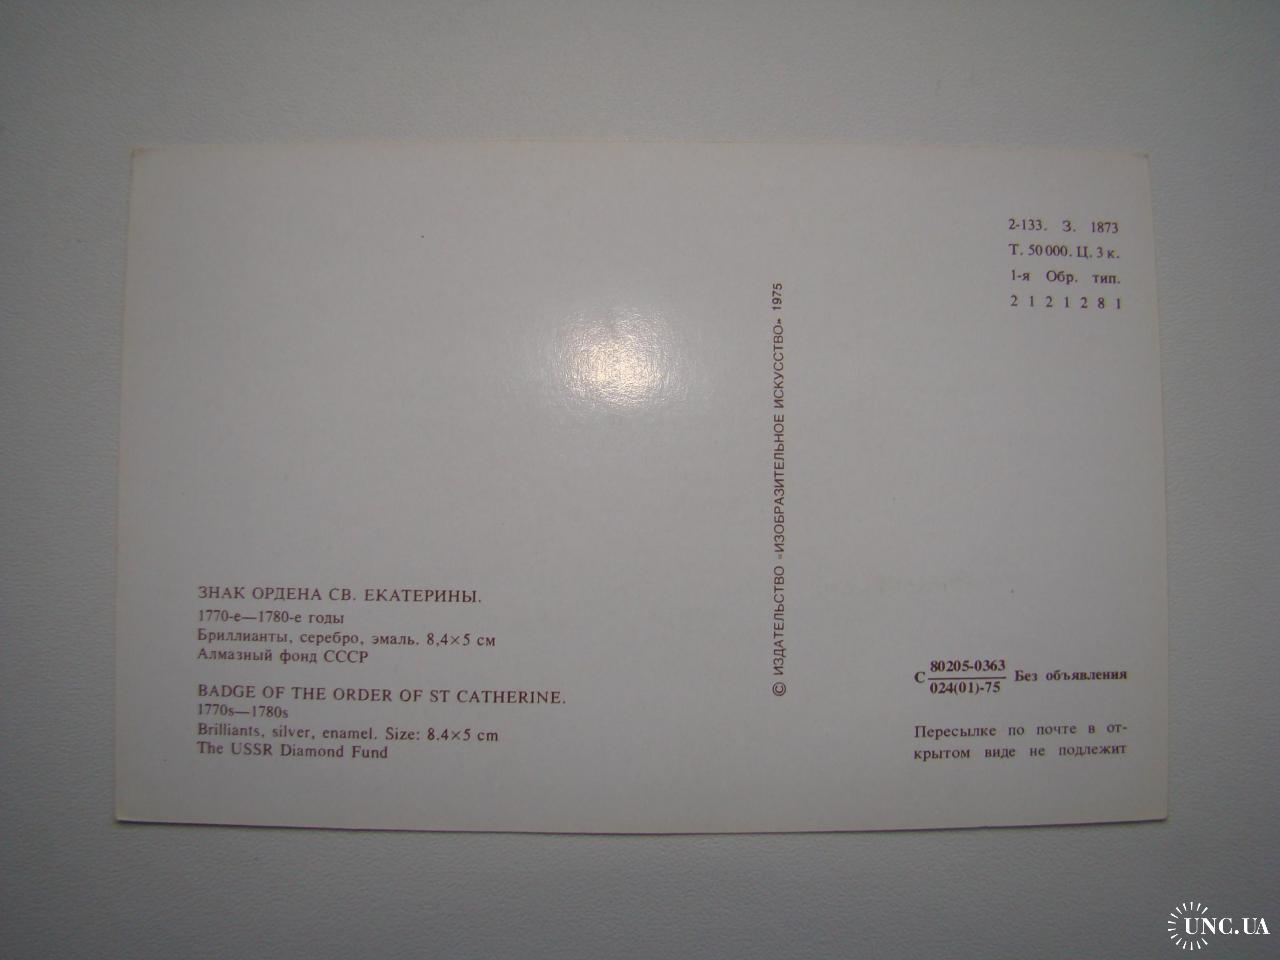 2-133. З. 1873
Т. 50 000. Ц. 3 к.
1-я Обр. тип.
2 1 2 1 2 8 1
© ИЗДАТЕЛЬСТВО «ИЗОБРАЗИТЕЛЬНОЕ ИСКУССТВО» 1975
ЗНАК ОРДЕНА СВ. ЕКАТЕРИНЫ.
1770-е—1780-е годы
Бриллианты, серебро, эмаль. 8,4×5 см
Алмазный фонд СССР
BADGE OF THE ORDER OF ST CATHERINE.
1770s—1780s
Brilliants, silver, enamel. Size: 8.4×5 cm
The USSR Diamond Fund
80205-0363
С Без объявления
024(01)-75
Пересылке по почте в от-
крытом виде не подлежит
UNC.UA